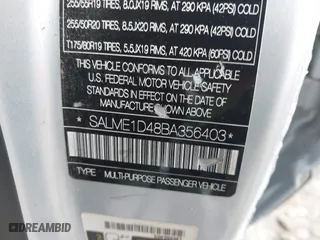 255/55R19 TIRES, 8.0JX19 RIMS, AT 290 KPA (42PSI) COLD
255/50R20 TIRES, 8.5JX20 RIMS, AT 290 KPA (42PSI) COLD
T175/80R19 TIRES, 5.5JX19 RIMS, AT 420 KPA (60PSI) COLD
THIS VEHICLE CONFORMS TO ALL APPLICABLE
U.S. FEDERAL MOTOR VEHICLE SAFETY
STANDARDS IN EFFECT ON THE DATE OF
MANUFACTURE SHOWN ABOVE
* SALME1D48BA356403 *
TYPE: MULTI-PURPOSE PASSENGER VEHICLE
DREAMBID